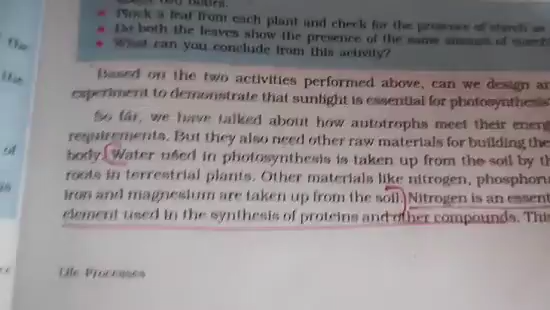 • Pluck a leaf from each plant and check for the presence of starch as
• Do both the leaves show the presence of the same amount of starch
• What can you conclude from this activity?
Based on the two activities performed above, can we design an
experiment to demonstrate that sunlight is essential for photosynthesis
So far, we have talked about how autotrophs meet their energ
requirements. But they also need other raw materials for building the
body. Water used in photosynthesis is taken up from the soil by th
roots in terrestrial plants. Other materials like nitrogen, phosphoru
iron and magnesium are taken up from the soil. Nitrogen is an essent
element used in the synthesis of proteins and other compounds. This
Life Processes